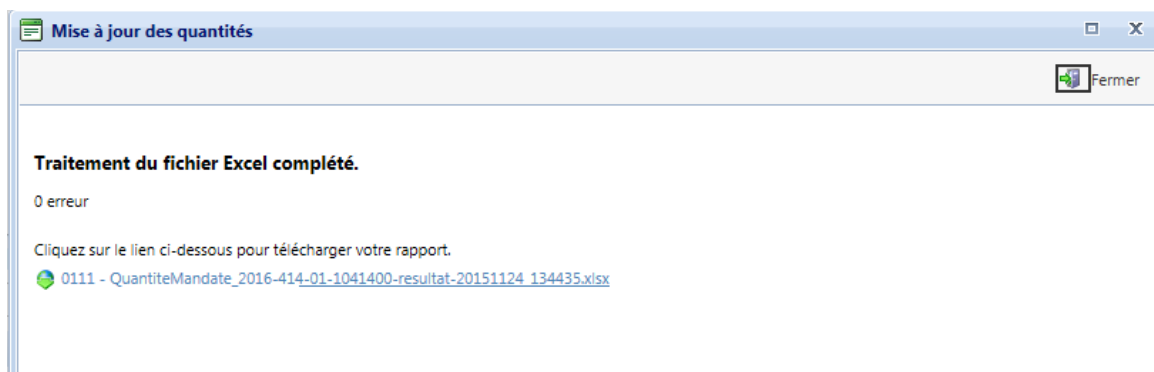 Mise à jour des quantités
Fermer
Traitement du fichier Excel complété.
0 erreur
Cliquez sur le lien ci-dessous pour télécharger votre rapport.
0111 - QuantiteMandate_2016-414-01-1041400-resultat-20151124_134435.xlsx